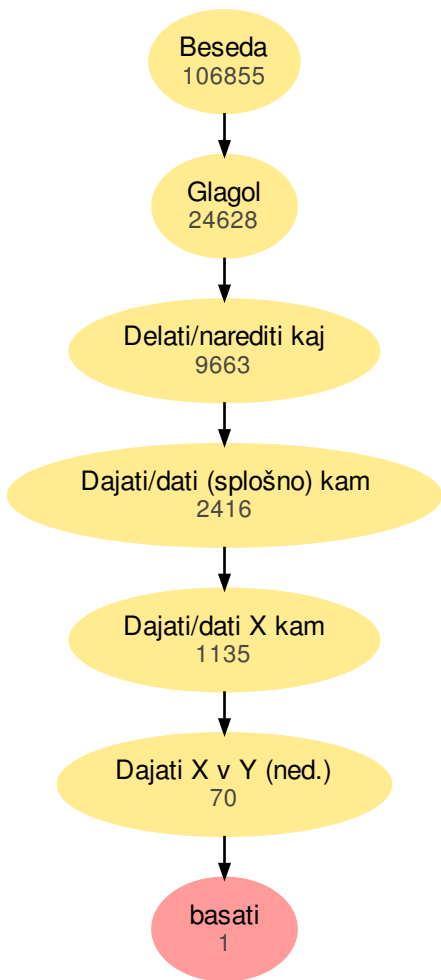 Beseda
106855
Glagol
24628
Delati/narediti kaj
9663
Dajati/dati (splošno) kam
2416
Dajati/dati X kam
1135
Dajati X v Y (ned.)
70
basati
1